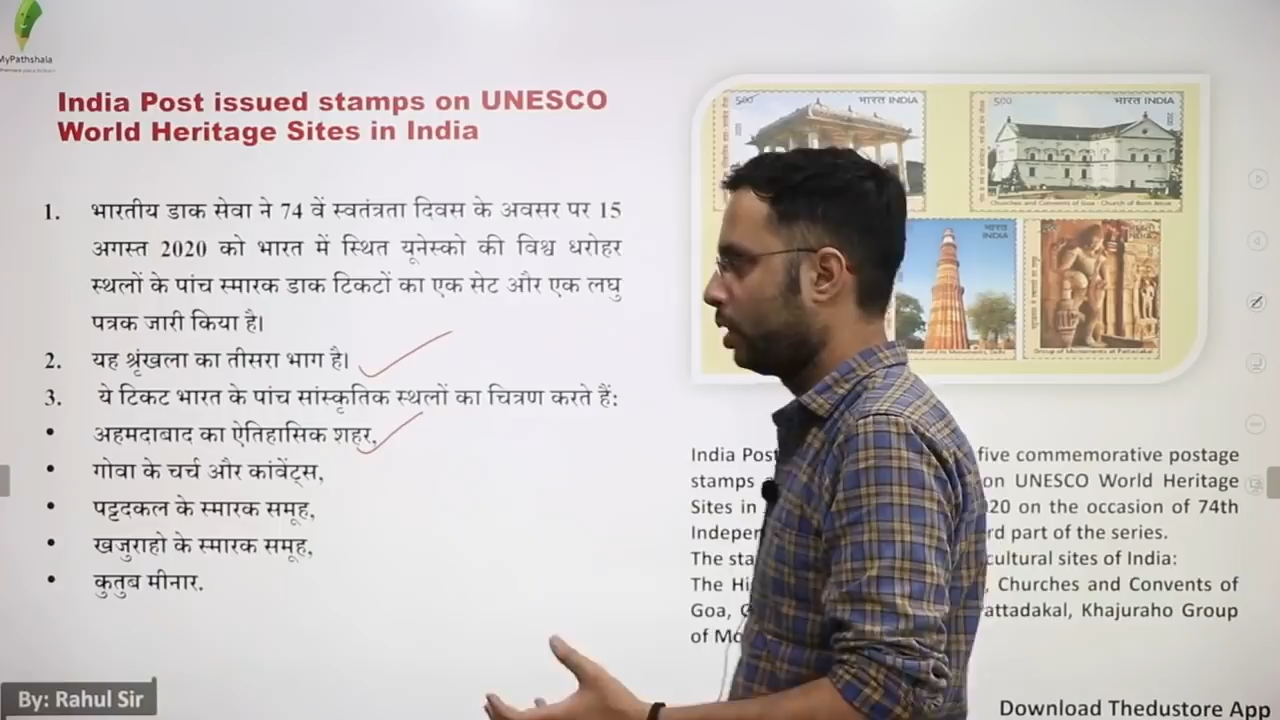 MyPathshala
India Post issued stamps on UNESCO
World Heritage Sites in India
1. भारतीय डाक सेवा ने 74 वें स्वतंत्रता दिवस के अवसर पर 15
अगस्त 2020 को भारत में स्थित यूनेस्को की विश्व धरोहर
स्थलों के पांच स्मारक डाक टिकटों का एक सेट और एक लघु
पत्रक जारी किया है।
2. यह श्रृंखला का तीसरा भाग है।
3. ये टिकट भारत के पांच सांस्कृतिक स्थलों का चित्रण करते हैं:
• अहमदाबाद का ऐतिहासिक शहर,
• गोवा के चर्च और कांवेंट्स,
• पट्टदकल के स्मारक समूह,
• खजुराहो के स्मारक समूह,
• कुतुब मीनार.
500 भारत INDIA
500 भारत INDIA
Churches and Convents of Goa : Church of Bom Jesus
भारत
INDIA
Group of Monuments at Pattadakal
India Post five commemorative postage
stamps on UNESCO World Heritage
Sites in 20 on the occasion of 74th
Indepen rd part of the series.
The sta cultural sites of India:
The Hi , Churches and Convents of
Goa, attadakal, Khajuraho Group
of Mo
By: Rahul Sir
Download Thedustore App